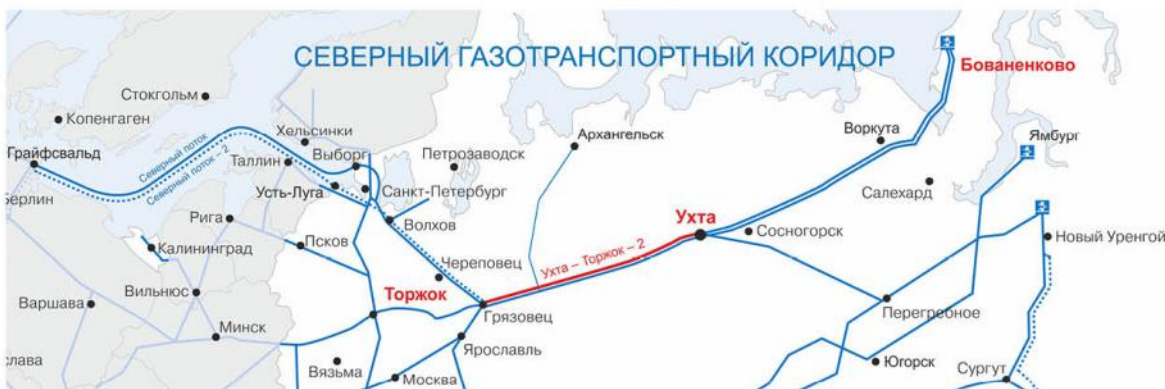 СЕВЕРНЫЙ ГАЗОТРАНСПОРТНЫЙ КОРИДОР
Бованенково
Стокгольм
Копенгаген
Хельсинки
Архангельск
Воркута
Ямбург
Грайфсвальд
Северный поток
Северный поток – 2
Таллин
Выборг
Петрозаводск
Берлин
Усть-Луга
Санкт-Петербург
Салехард
Рига
Волхов
Ухта
Сосногорск
Новый Уренгой
Калининград
Псков
Череповец
Ухта – Торжок – 2
Вильнюс
Торжок
Варшава
Грязовец
Перегребное
Минск
Ярославль
слава
Вязьма
Москва
Югорск
Сургут